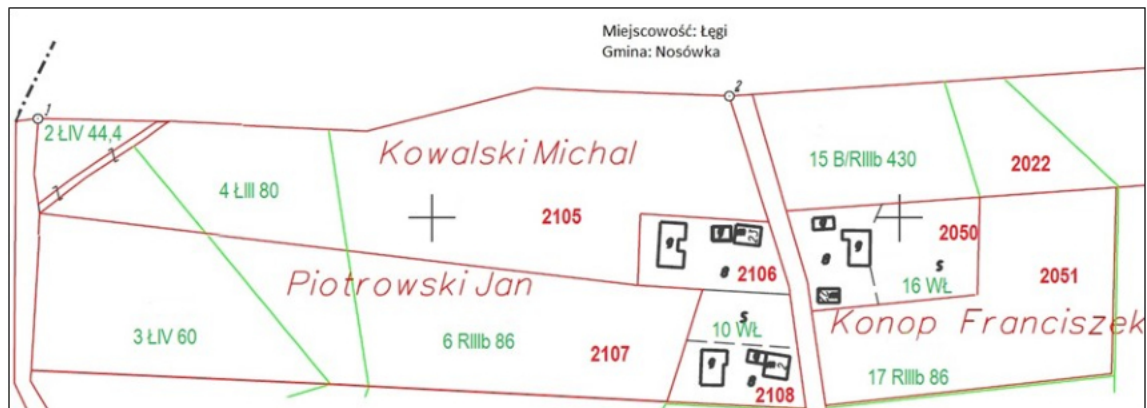 Miejscowość: Łęgi
Gmina: Nosówka
1
2
2 ŁIV 44,4
Kowalski Michal
15 B/RIIIb 430
2022
4 ŁIII 80
2105
2050
2106
s
16 WŁ
2051
Piotrowski Jan
s
10 WŁ
Konop Franciszek
3 ŁIV 60
6 RIIIb 86
2107
2108
17 RIIIb 86